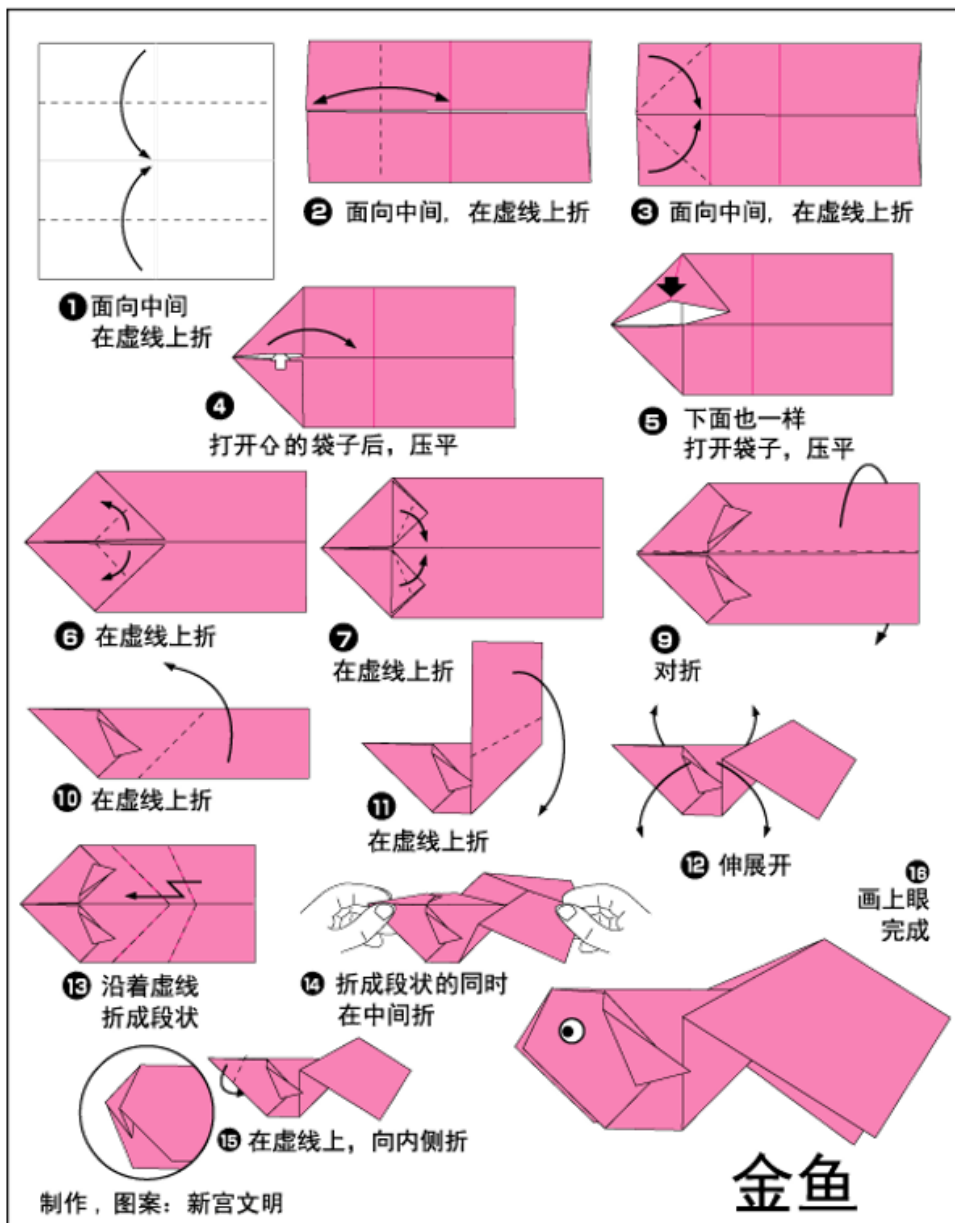 ❶ 面向中间
在虚线上折
❷ 面向中间, 在虚线上折
❸ 面向中间, 在虚线上折
❹
打开⇧的袋子后，压平
❺ 下面也一样
打开袋子，压平
❻ 在虚线上折
❼
在虚线上折
❾
对折
❿ 在虚线上折
⓫
在虚线上折
⓬ 伸展开
⓭ 沿着虚线
折成段状
⓮ 折成段状的同时
在中间折
⓯ 在虚线上，向内侧折
⓰
画上眼
完成
制作，图案：新宫文明
金鱼